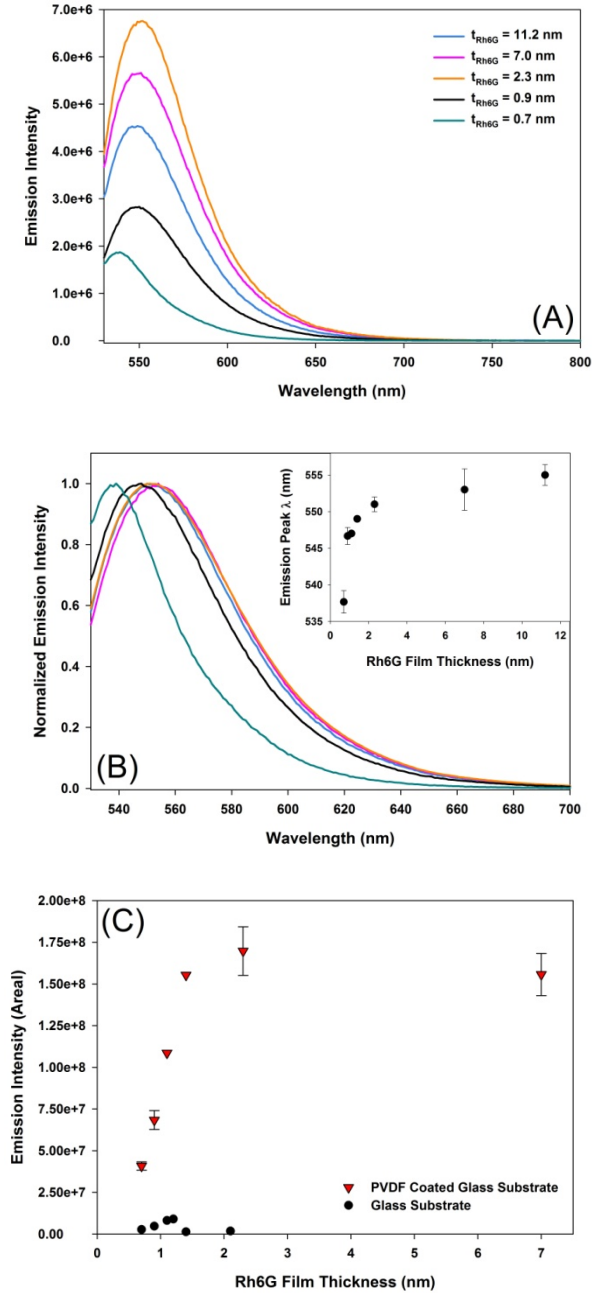 7.0e+6
6.0e+6
5.0e+6
4.0e+6
3.0e+6
2.0e+6
1.0e+6
0.0
Emission Intensity
tRh6G = 11.2 nm
tRh6G = 7.0 nm
tRh6G = 2.3 nm
tRh6G = 0.9 nm
tRh6G = 0.7 nm
(A)
550 600 650 700 750 800
Wavelength (nm)
1.0
0.8
0.6
0.4
0.2
0.0
Normalized Emission Intensity
555
550
545
540
535
Emission Peak λ (nm)
0 2 4 6 8 10 12
Rh6G Film Thickness (nm)
(B)
540 560 580 600 620 640 660 680 700
Wavelength (nm)
(C)
2.00e+8
1.75e+8
1.50e+8
1.25e+8
1.00e+8
7.50e+7
5.00e+7
2.50e+7
0.00
Emission Intensity (Areal)
PVDF Coated Glass Substrate
Glass Substrate
0 1 2 3 4 5 6 7
Rh6G Film Thickness (nm)